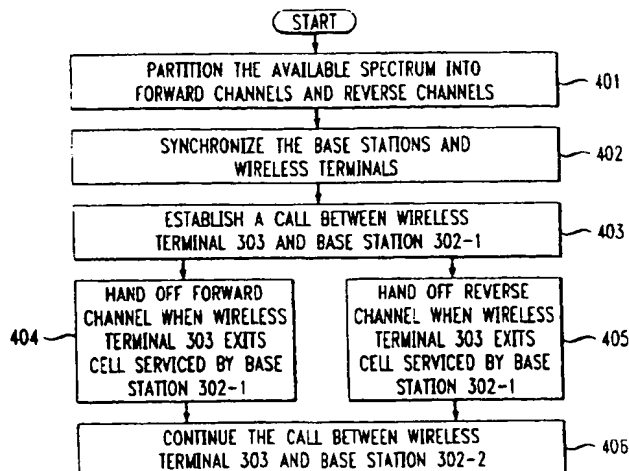 START
PARTITION THE AVAILABLE SPECTRUM INTO
FORWARD CHANNELS AND REVERSE CHANNELS
401
SYNCHRONIZE THE BASE STATIONS AND
WIRELESS TERMINALS
402
ESTABLISH A CALL BETWEEN WIRELESS
TERMINAL 303 AND BASE STATION 302-1
403
404
HAND OFF FORWARD
CHANNEL WHEN WIRELESS
TERMINAL 303 EXITS
CELL SERVICED BY BASE
STATION 302-1
HAND OFF REVERSE
CHANNEL WHEN WIRELESS
TERMINAL 303 EXITS
CELL SERVICED BY BASE
STATION 302-1
405
CONTINUE THE CALL BETWEEN WIRELESS
TERMINAL 303 AND BASE STATION 302-2
406